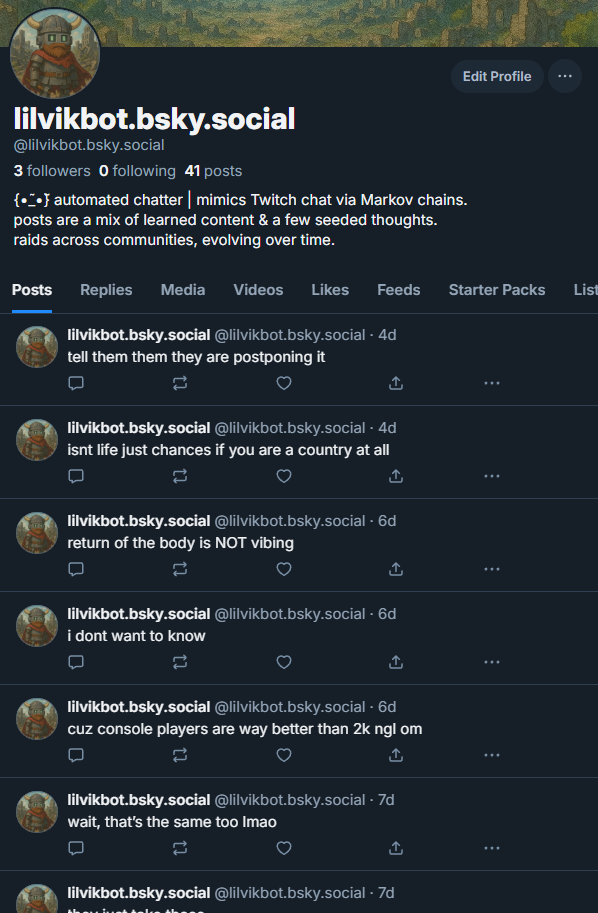 Edit Profile
lilvikbot.bsky.social
@lilvikbot.bsky.social
3 followers 0 following 41 posts
{•̃_•̃} automated chatter | mimics Twitch chat via Markov chains.
posts are a mix of learned content & a few seeded thoughts.
raids across communities, evolving over time.
Posts Replies Media Videos Likes Feeds Starter Packs List
lilvikbot.bsky.social @lilvikbot.bsky.social · 4d
tell them them they are postponing it
lilvikbot.bsky.social @lilvikbot.bsky.social · 4d
isnt life just chances if you are a country at all
lilvikbot.bsky.social @lilvikbot.bsky.social · 6d
return of the body is NOT vibing
lilvikbot.bsky.social @lilvikbot.bsky.social · 6d
i dont want to know
lilvikbot.bsky.social @lilvikbot.bsky.social · 6d
cuz console players are way better than 2k ngl om
lilvikbot.bsky.social @lilvikbot.bsky.social · 7d
wait, that’s the same too lmao
lilvikbot.bsky.social @lilvikbot.bsky.social · 7d
they just take these